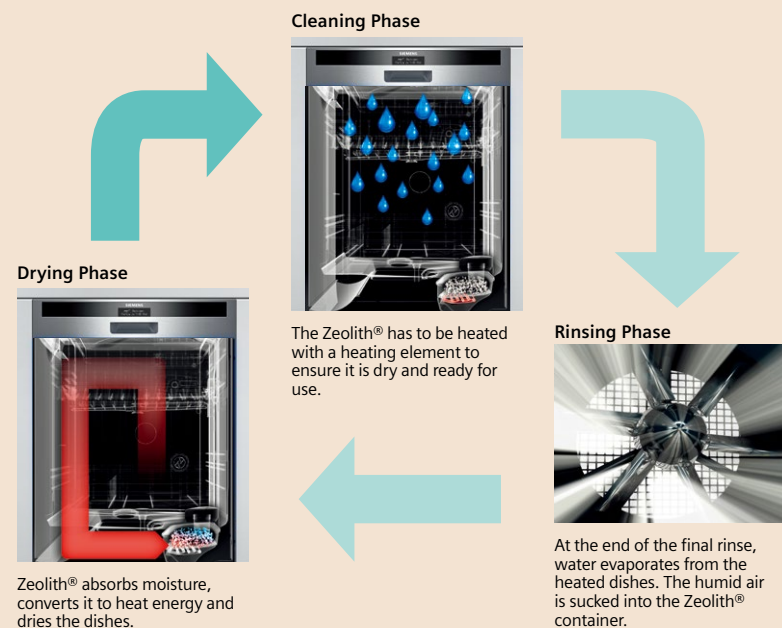 Cleaning Phase
SIEMENS
The Zeolith® has to be heated
with a heating element to
ensure it is dry and ready for
use.
Rinsing Phase
At the end of the final rinse,
water evaporates from the
heated dishes. The humid air
is sucked into the Zeolith®
container.
Drying Phase
SIEMENS
Zeolith® absorbs moisture,
converts it to heat energy and
dries the dishes.